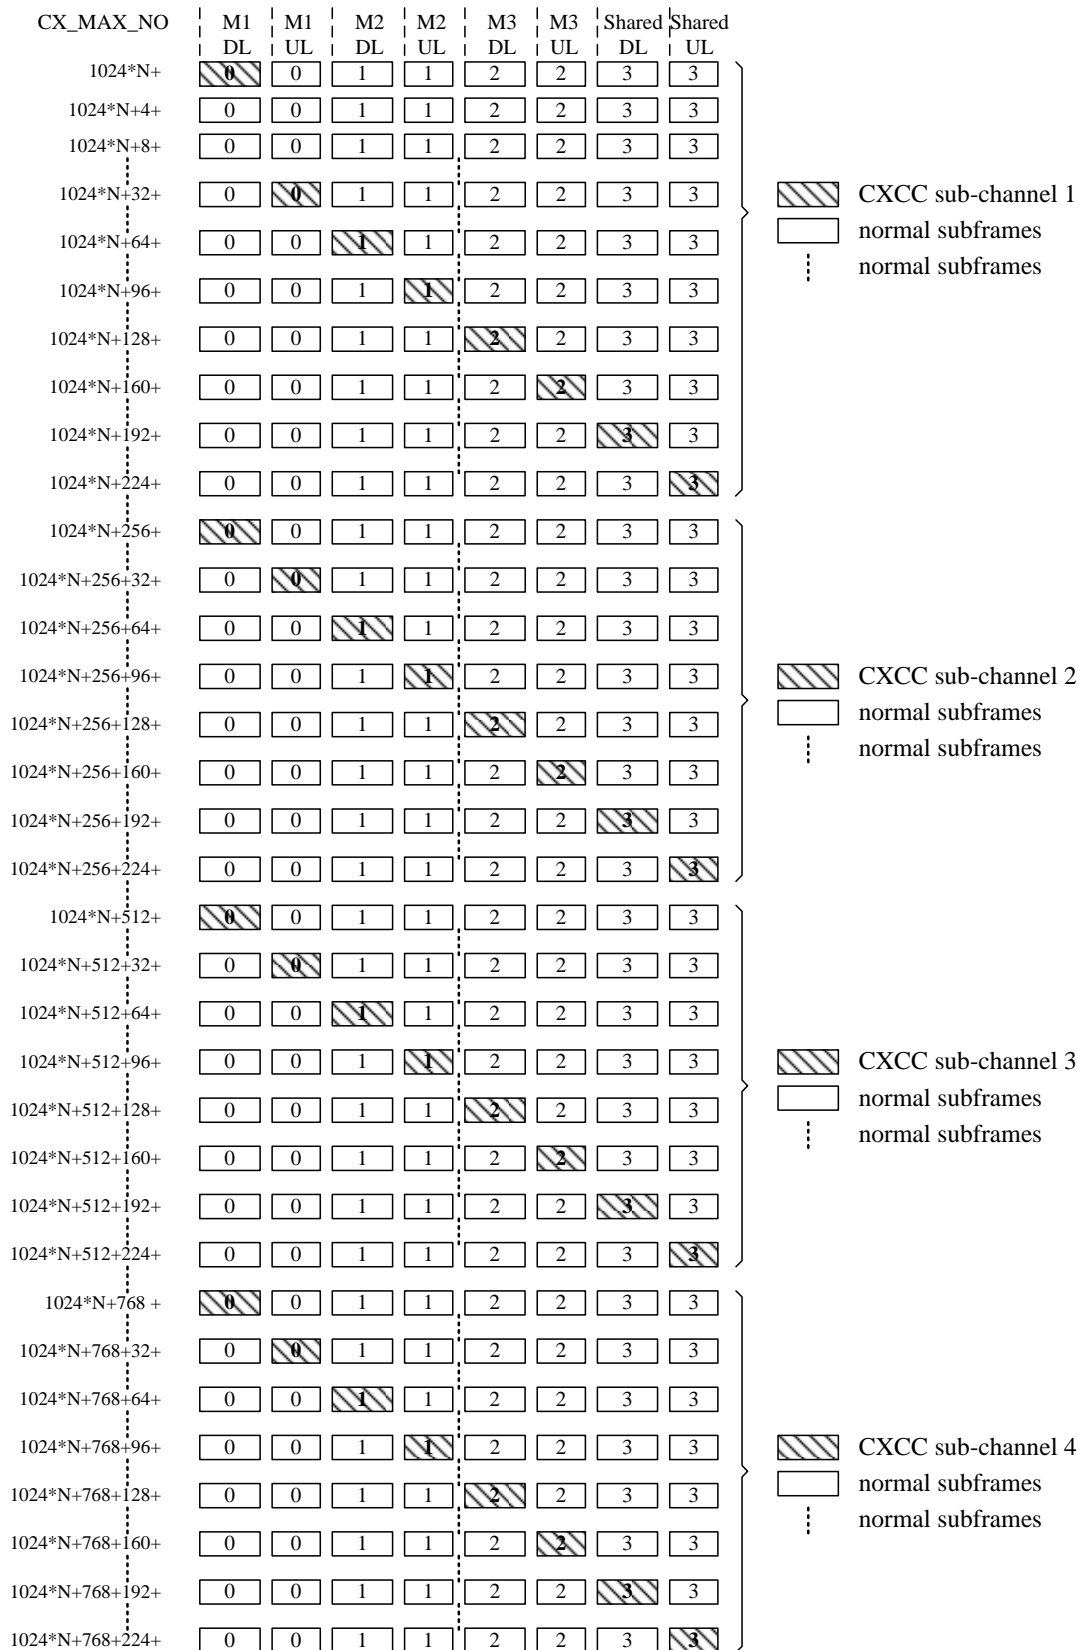 CX_MAX_NO M1 M1 M2 M2 M3 M3 Shared Shared
DL UL DL UL DL UL DL UL
1024*N+ 0 0 1 1 2 2 3 3
1024*N+4+ 0 0 1 1 2 2 3 3
1024*N+8+ 0 0 1 1 2 2 3 3
1024*N+32+ 0 0 1 1 2 2 3 3 CXCC sub-channel 1
normal subframes
1024*N+64+ 0 0 1 1 2 2 3 3
normal subframes
1024*N+96+ 0 0 1 1 2 2 3 3
1024*N+128+ 0 0 1 1 2 2 3 3
1024*N+160+ 0 0 1 1 2 2 3 3
1024*N+192+ 0 0 1 1 2 2 3 3
1024*N+224+ 0 0 1 1 2 2 3 3
1024*N+256+ 0 0 1 1 2 2 3 3
1024*N+256+32+ 0 0 1 1 2 2 3 3
1024*N+256+64+ 0 0 1 1 2 2 3 3
1024*N+256+96+ 0 0 1 1 2 2 3 3 CXCC sub-channel 2
normal subframes
1024*N+256+128+ 0 0 1 1 2 2 3 3
normal subframes
1024*N+256+160+ 0 0 1 1 2 2 3 3
1024*N+256+192+ 0 0 1 1 2 2 3 3
1024*N+256+224+ 0 0 1 1 2 2 3 3
1024*N+512+ 0 0 1 1 2 2 3 3
1024*N+512+32+ 0 0 1 1 2 2 3 3
1024*N+512+64+ 0 0 1 1 2 2 3 3
1024*N+512+96+ 0 0 1 1 2 2 3 3 CXCC sub-channel 3
normal subframes
1024*N+512+128+ 0 0 1 1 2 2 3 3
normal subframes
1024*N+512+160+ 0 0 1 1 2 2 3 3
1024*N+512+192+ 0 0 1 1 2 2 3 3
1024*N+512+224+ 0 0 1 1 2 2 3 3
1024*N+768 + 0 0 1 1 2 2 3 3
1024*N+768+32+ 0 0 1 1 2 2 3 3
1024*N+768+64+ 0 0 1 1 2 2 3 3
1024*N+768+96+ 0 0 1 1 2 2 3 3 CXCC sub-channel 4
normal subframes
1024*N+768+128+ 0 0 1 1 2 2 3 3
normal subframes
1024*N+768+160+ 0 0 1 1 2 2 3 3
1024*N+768+192+ 0 0 1 1 2 2 3 3
1024*N+768+224+ 0 0 1 1 2 2 3 3